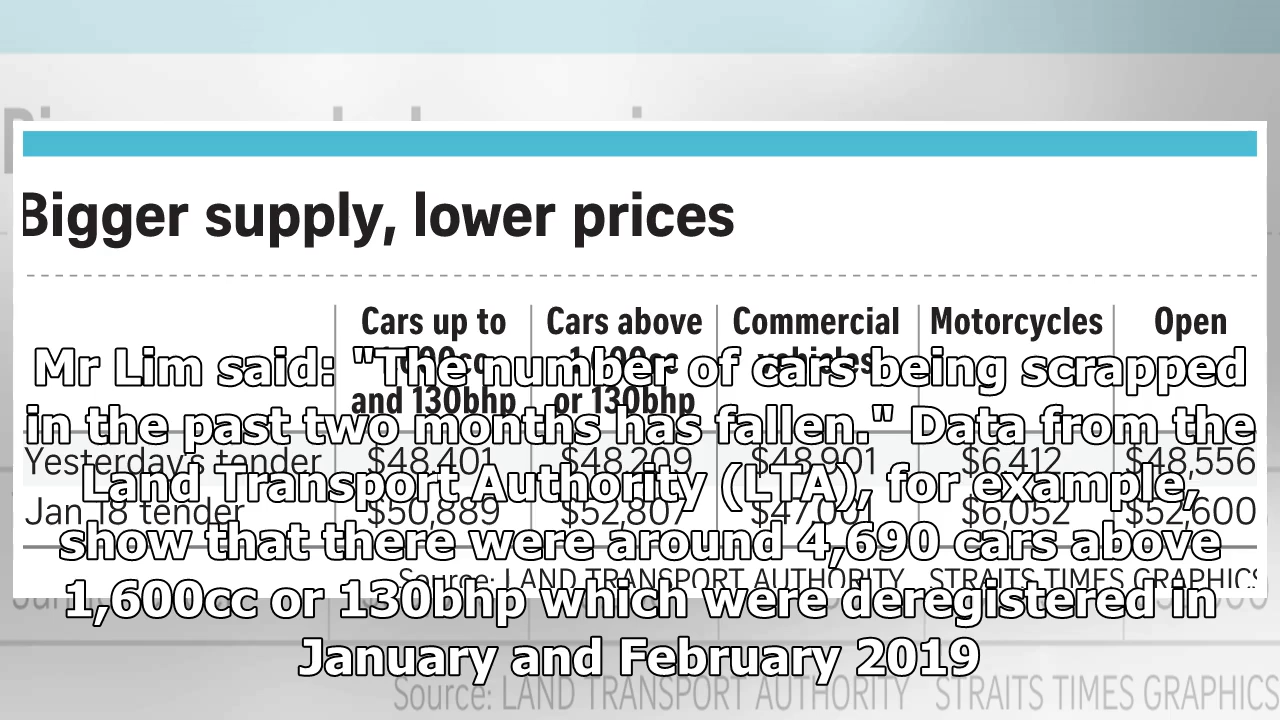 Bigger supply, lower prices
Cars up to
and 130bhp
Cars above
or 130bhp
Commercial
vehicles
Motorcycles
Open
Mr Lim said: "The number of cars being scrapped
in the past two months has fallen." Data from the
Land Transport Authority (LTA), for example,
show that there were around 4,690 cars above
1,600cc or 130bhp which were deregistered in
January and February 2019
Yesterday's tender $48,401 $48,209 $48,901 $6,412 $48,556
Jan 18 tender $50,889 $52,807 $47,001 $6,052 $52,600
Source: LAND TRANSPORT AUTHORITY STRAITS TIMES GRAPHICS
Source: LAND TRANSPORT AUTHORITY STRAITS TIMES GRAPHICS